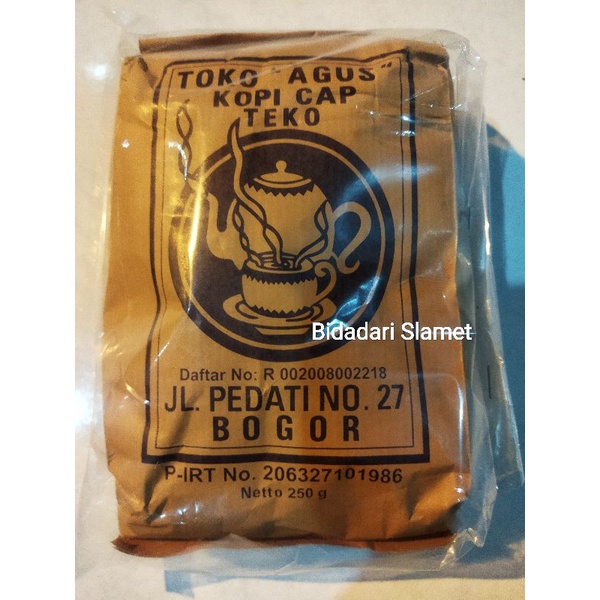 TOKO "AGUS"
KOPI CAP
TEKO
Bidadari Slamet
Daftar No: R 002008002218
JL. PEDATI NO. 27
BOGOR
P-IRT No. 206327101986
Netto 250 g